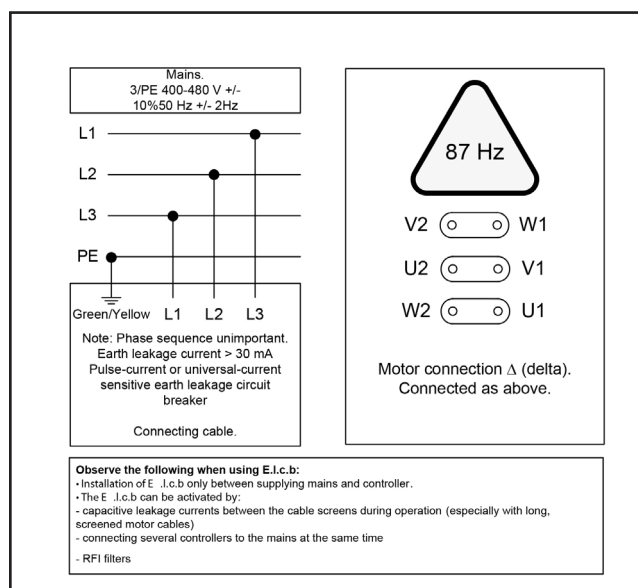 Mains.
3/PE 400-480 V +/-
10%50 Hz +/- 2Hz
L1
L2
L3
PE
Green/Yellow L1 L2 L3
Note: Phase sequence unimportant.
Earth leakage current > 30 mA
Pulse-current or universal-current
sensitive earth leakage circuit
breaker
Connecting cable.
87 Hz
V2 W1
U2 V1
W2 U1
Motor connection Δ (delta).
Connected as above.
Observe the following when using E.l.c.b:
• Installation of E .l.c.b only between supplying mains and controller.
• The E .l.c.b can be activated by:
- capacitive leakage currents between the cable screens during operation (especially with long,
screened motor cables)
- connecting several controllers to the mains at the same time
- RFI filters